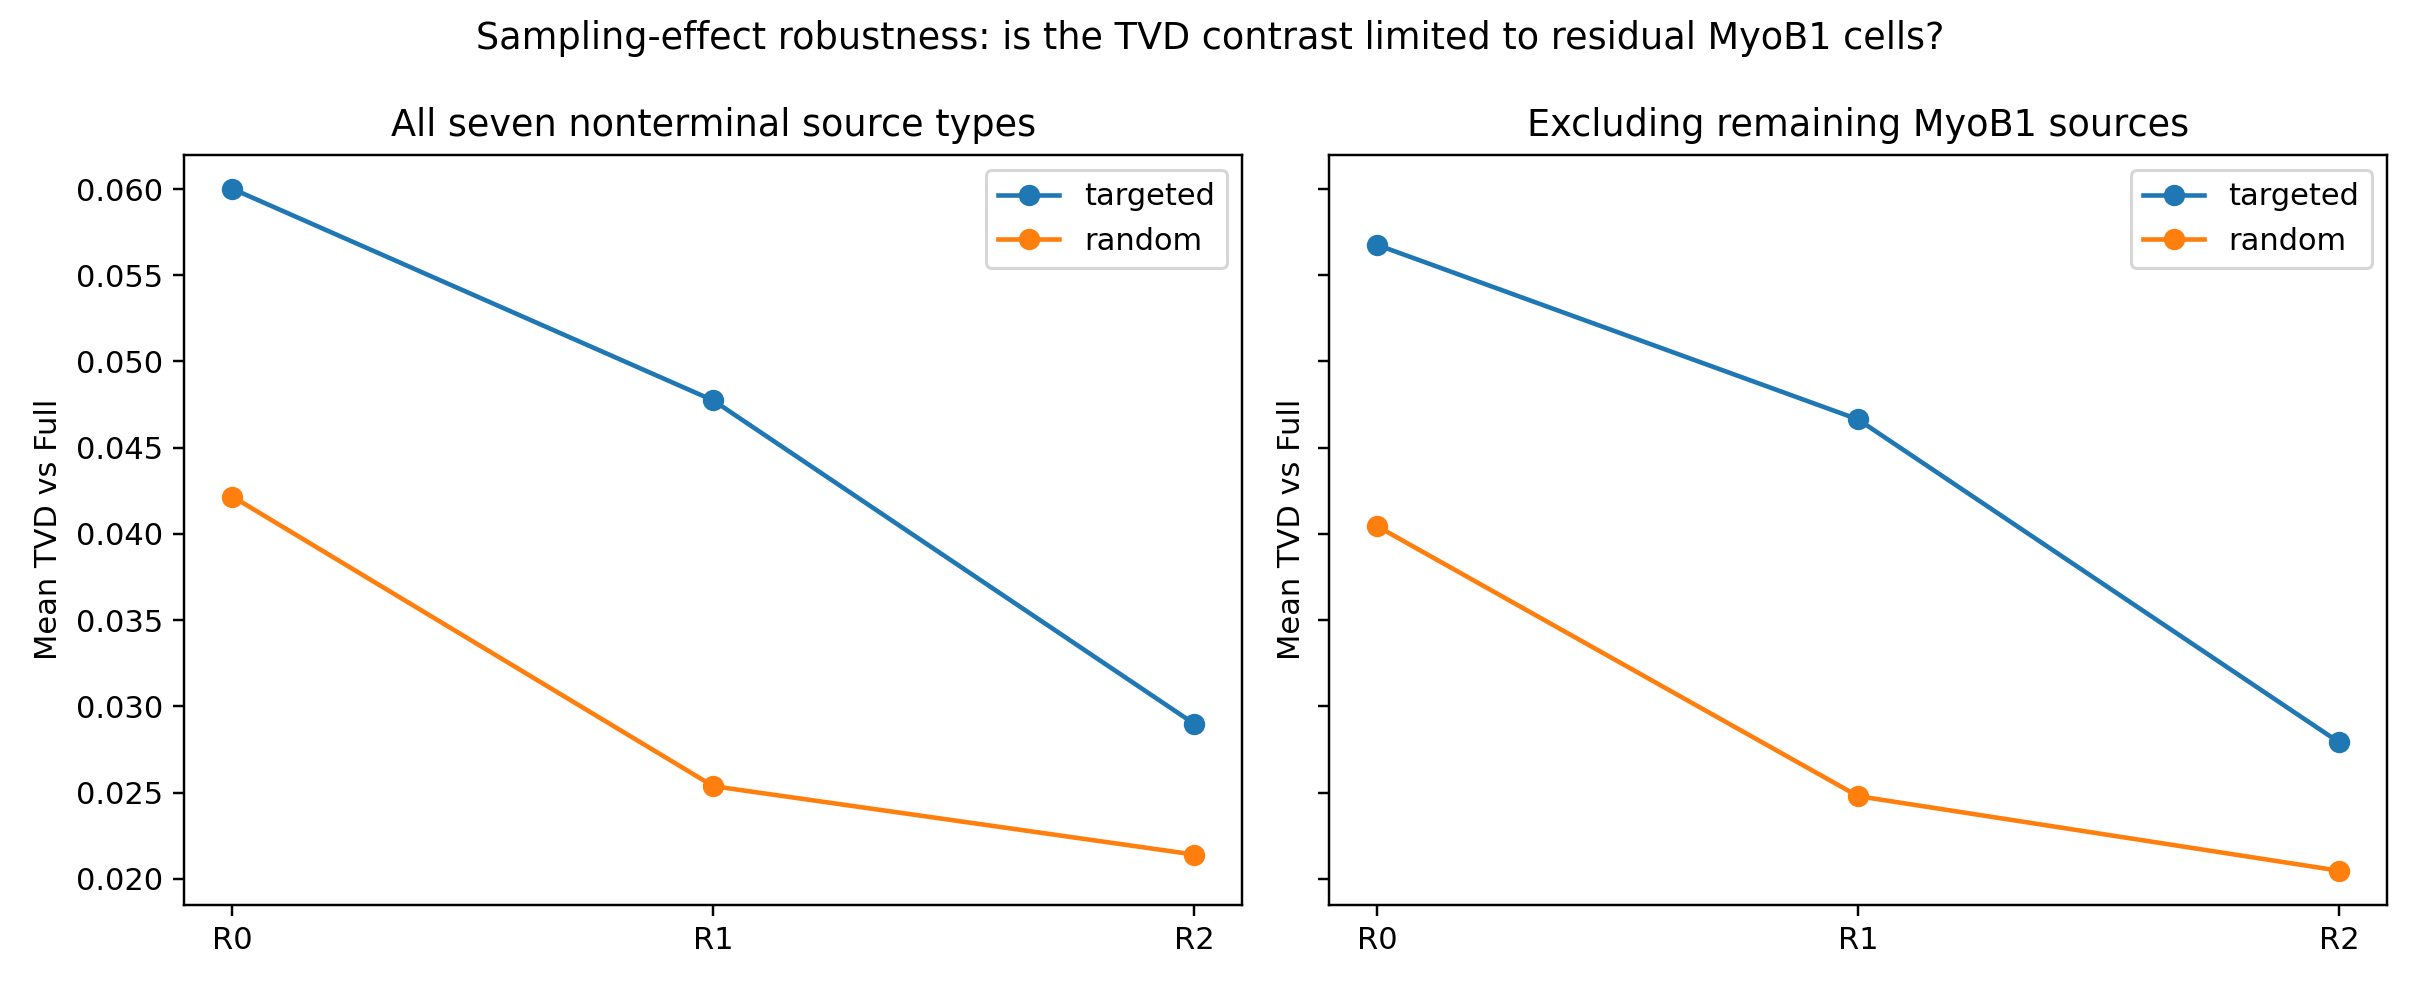 Sampling-effect robustness: is the TVD contrast limited to residual MyoB1 cells?
All seven nonterminal source types
Mean TVD vs Full
0.060
0.055
0.050
0.045
0.040
0.035
0.030
0.025
0.020
R0
R1
R2
targeted
random
Excluding remaining MyoB1 sources
Mean TVD vs Full
R0
R1
R2
targeted
random